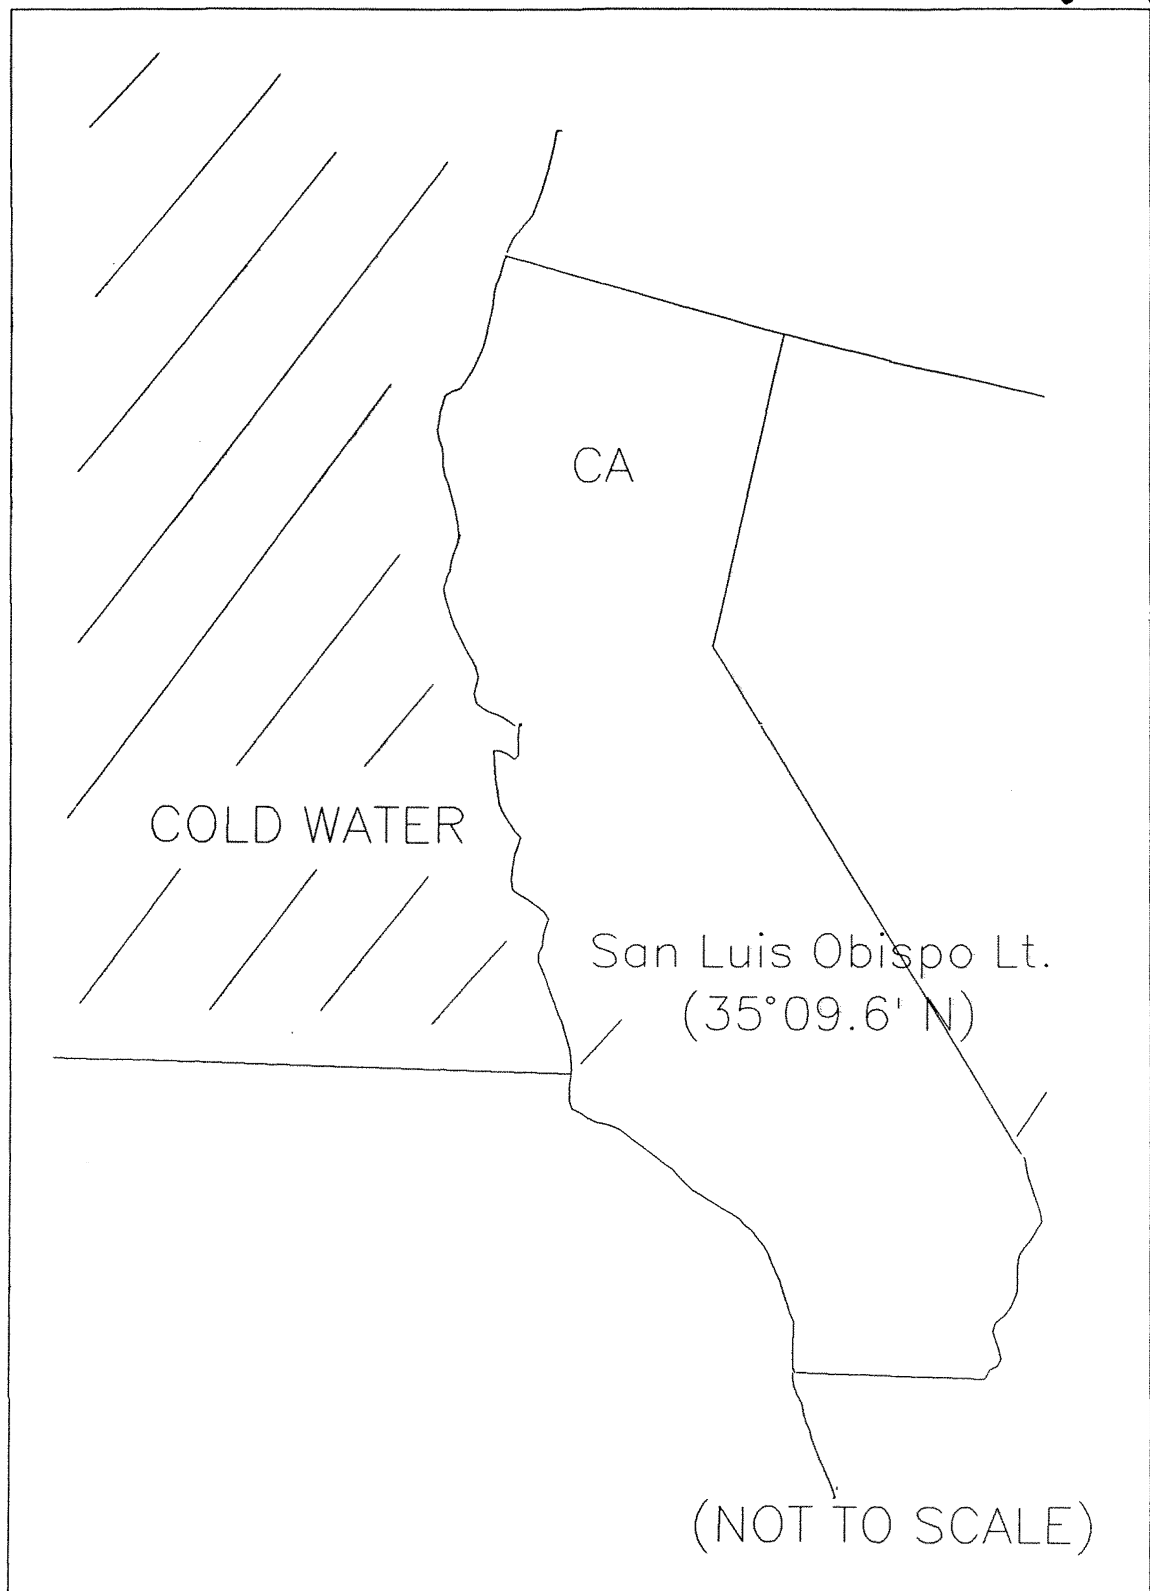 CA
COLD WATER
San Luis Obispo Lt.
(35°09.6' N)
(NOT TO SCALE)